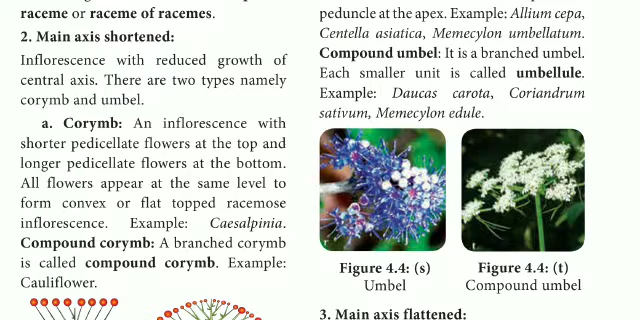 raceme or raceme of racemes.
2. Main axis shortened:
Inflorescence with reduced growth of
central axis. There are two types namely
corymb and umbel.
a. Corymb: An inflorescence with
shorter pedicellate flowers at the top and
longer pedicellate flowers at the bottom.
All flowers appear at the same level to
form convex or flat topped racemose
inflorescence. Example: Caesalpinia.
Compound corymb: A branched corymb
is called compound corymb. Example:
Cauliflower.
peduncle at the apex. Example: Allium cepa,
Centella asiatica, Memecylon umbellatum.
Compound umbel: It is a branched umbel.
Each smaller unit is called umbellule.
Example: Daucas carota, Coriandrum
sativum, Memecylon edule.
r
t
Figure 4.4: (s)
Umbel
Figure 4.4: (t)
Compound umbel
3. Main axis flattened: